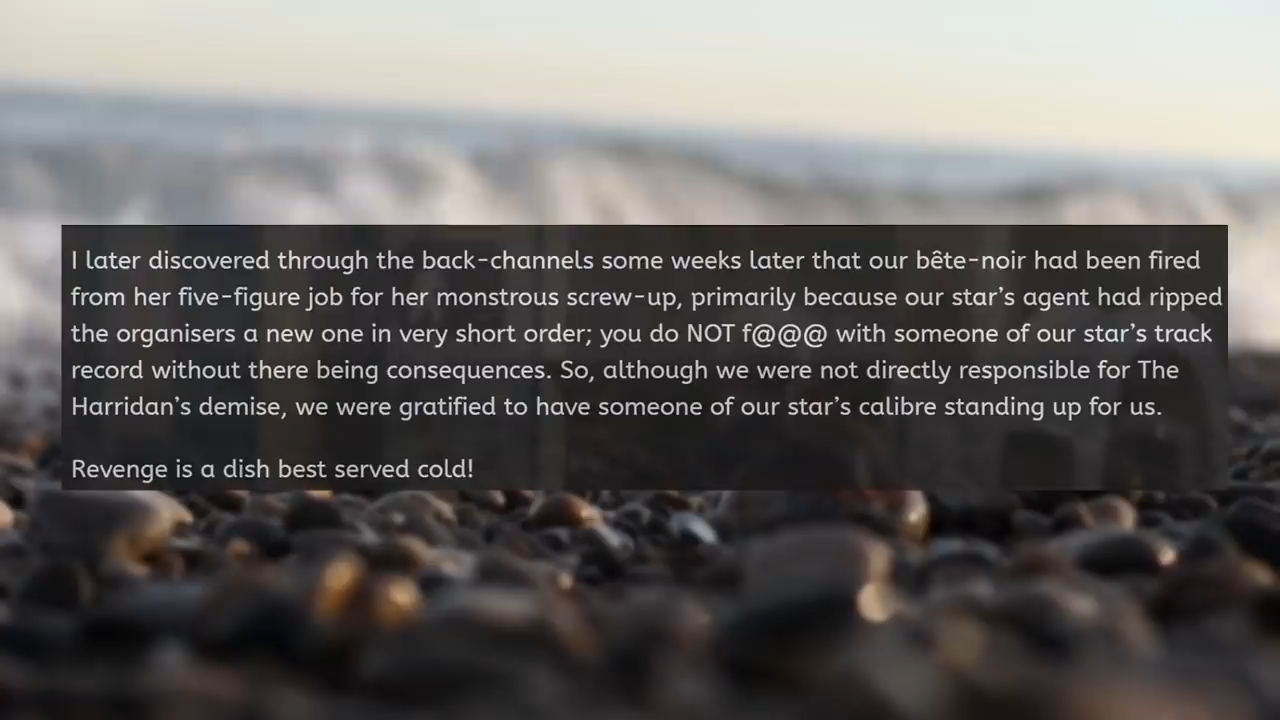 I later discovered through the back-channels some weeks later that our bête-noir had been fired
from her five-figure job for her monstrous screw-up, primarily because our star’s agent had ripped
the organisers a new one in very short order; you do NOT f@@@ with someone of our star’s track
record without there being consequences. So, although we were not directly responsible for The
Harridan’s demise, we were gratified to have someone of our star’s calibre standing up for us.
Revenge is a dish best served cold!